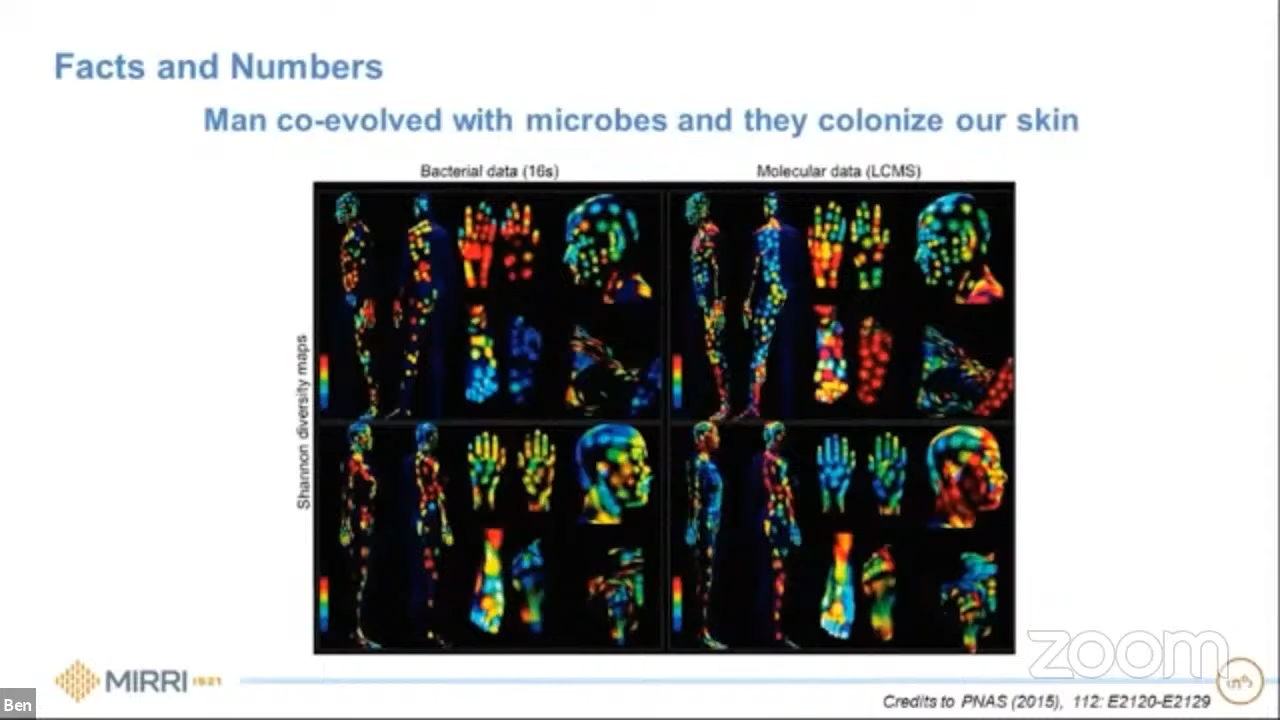 Facts and Numbers
Man co-evolved with microbes and they colonize our skin
Bacterial data (16s)
Molecular data (LCMS)
Shannon diversity maps
MIRRI IS21
zoom
Ben
Credits to PNAS (2015), 112: E2120-E2129